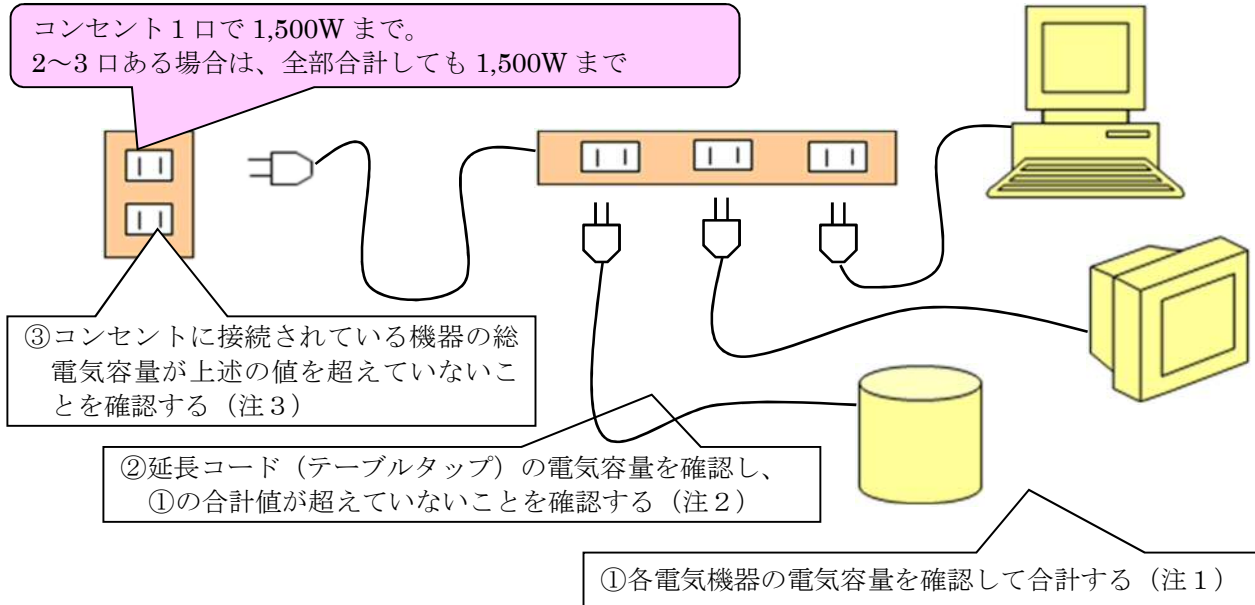 コンセント1口で 1,500W まで。
2～3 口ある場合は、全部合計しても 1,500W まで
③コンセントに接続されている機器の総
電気容量が上述の値を超えていないこ
とを確認する（注３）
②延長コード（テーブルタップ）の電気容量を確認し、
①の合計値が超えていないことを確認する（注２）
①各電気機器の電気容量を確認して合計する（注１）